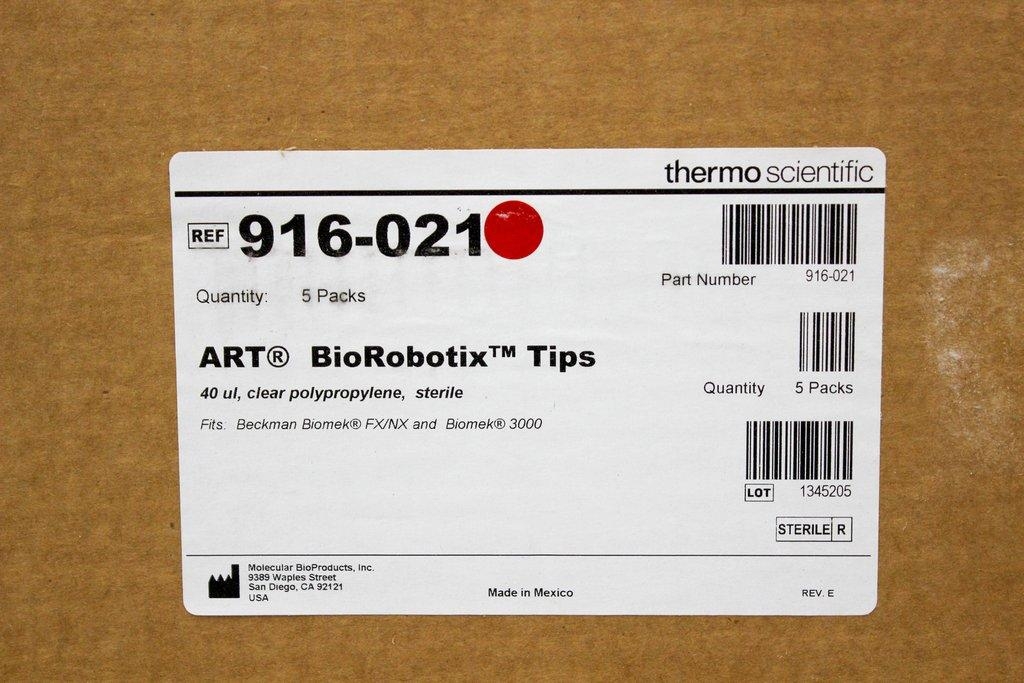 thermo scientific
REF 916-021
Quantity: 5 Packs
Part Number 916-021
ART® BioRobotix™ Tips
40 ul, clear polypropylene, sterile
Quantity 5 Packs
Fits: Beckman Biomek® FX/NX and Biomek® 3000
LOT 1345205
STERILE R
Molecular BioProducts, Inc.
9389 Waples Street
San Diego, CA 92121
USA
Made in Mexico
REV. E